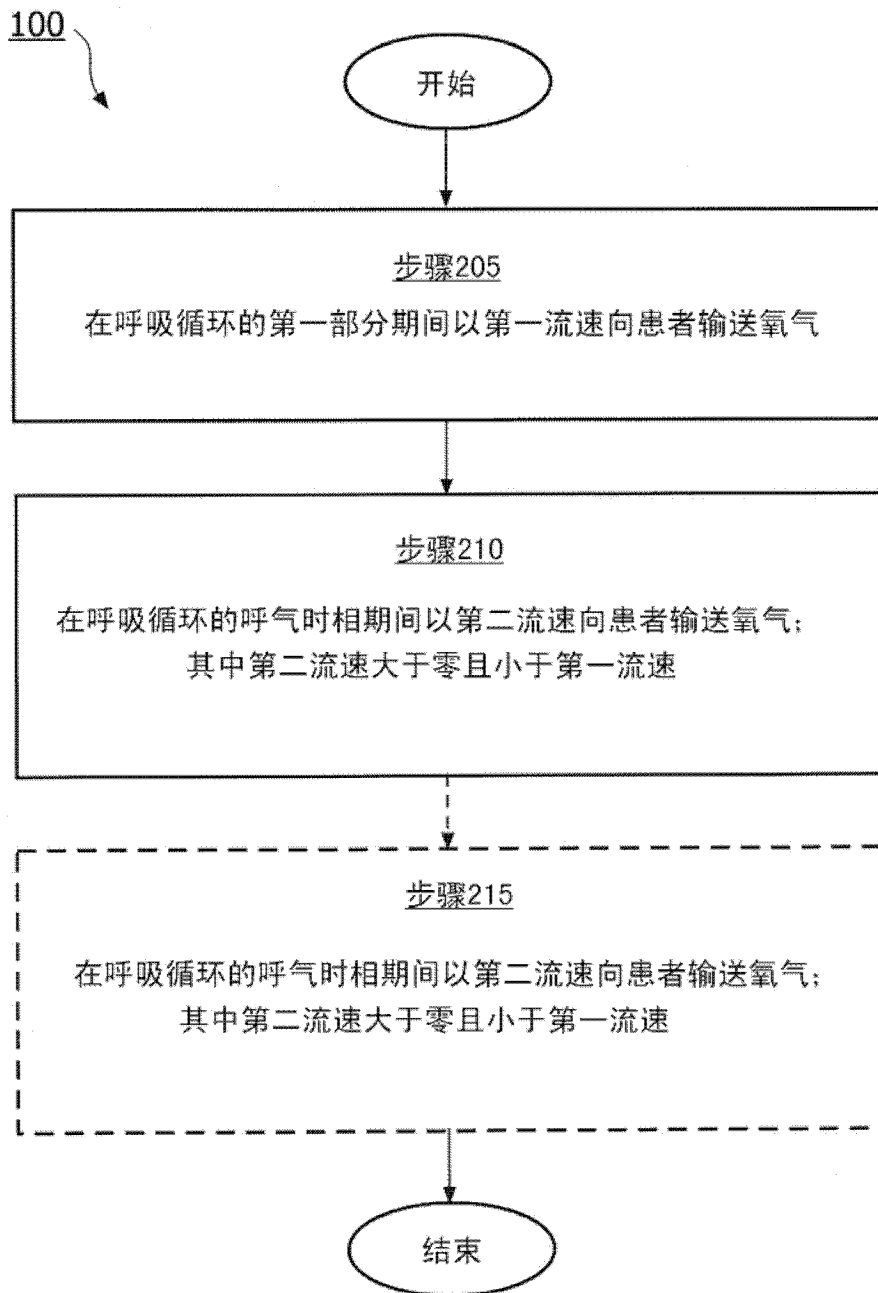 100
开始
步骤205
在呼吸循环的第一部分期间以第一流速向患者输送氧气
步骤210
在呼吸循环的呼气时相期间以第二流速向患者输送氧气;
其中第二流速大于零且小于第一流速
步骤215
在呼吸循环的呼气时相期间以第二流速向患者输送氧气;
其中第二流速大于零且小于第一流速
结束